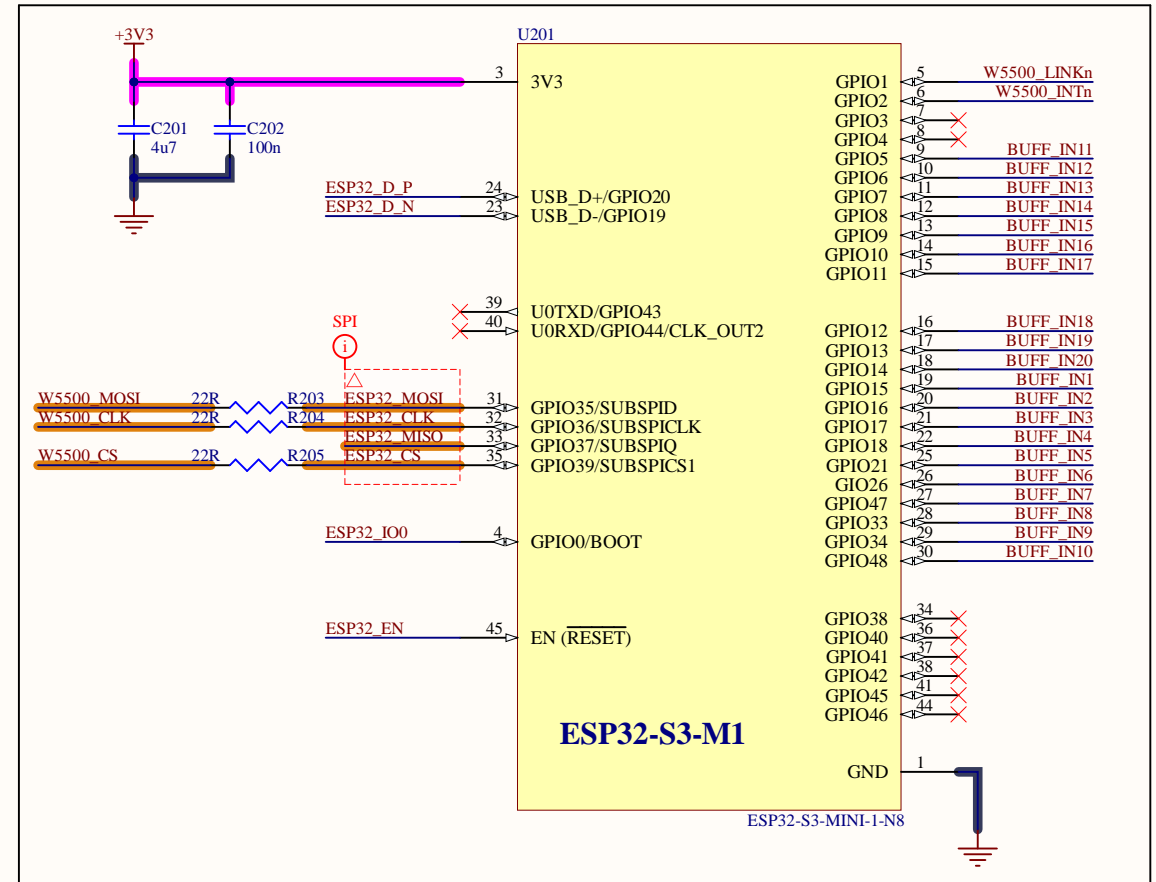 +3V3
C201
4u7
C202
100n
U201
3 3V3
ESP32_D_P 24 USB_D+/GPIO20
ESP32_D_N 23 USB_D-/GPIO19
39 U0TXD/GPIO43
40 U0RXD/GPIO44/CLK_OUT2
SPI
i
W5500_MOSI 22R R203 ESP32_MOSI 31 GPIO35/SUBSPID
W5500_CLK 22R R204 ESP32_CLK 32 GPIO36/SUBSPICLK
ESP32_MISO 33 GPIO37/SUBSPIQ
W5500_CS 22R R205 ESP32_CS 35 GPIO39/SUBSPICS1
ESP32_IO0 4 GPIO0/BOOT
ESP32_EN 45 EN (RESET)
GPIO1 5 W5500_LINKn
GPIO2 6 W5500_INTn
GPIO3 7
GPIO4 8
GPIO5 9 BUFF_IN11
GPIO6 10 BUFF_IN12
GPIO7 11 BUFF_IN13
GPIO8 12 BUFF_IN14
GPIO9 13 BUFF_IN15
GPIO10 14 BUFF_IN16
GPIO11 15 BUFF_IN17
GPIO12 16 BUFF_IN18
GPIO13 17 BUFF_IN19
GPIO14 18 BUFF_IN20
GPIO15 19 BUFF_IN1
GPIO16 20 BUFF_IN2
GPIO17 21 BUFF_IN3
GPIO18 22 BUFF_IN4
GPIO21 25 BUFF_IN5
GIO26 26 BUFF_IN6
GPIO47 27 BUFF_IN7
GPIO33 28 BUFF_IN8
GPIO34 29 BUFF_IN9
GPIO48 30 BUFF_IN10
GPIO38 34
GPIO40 36
GPIO41 37
GPIO42 38
GPIO45 41
GPIO46 44
ESP32-S3-M1
GND 1
ESP32-S3-MINI-1-N8